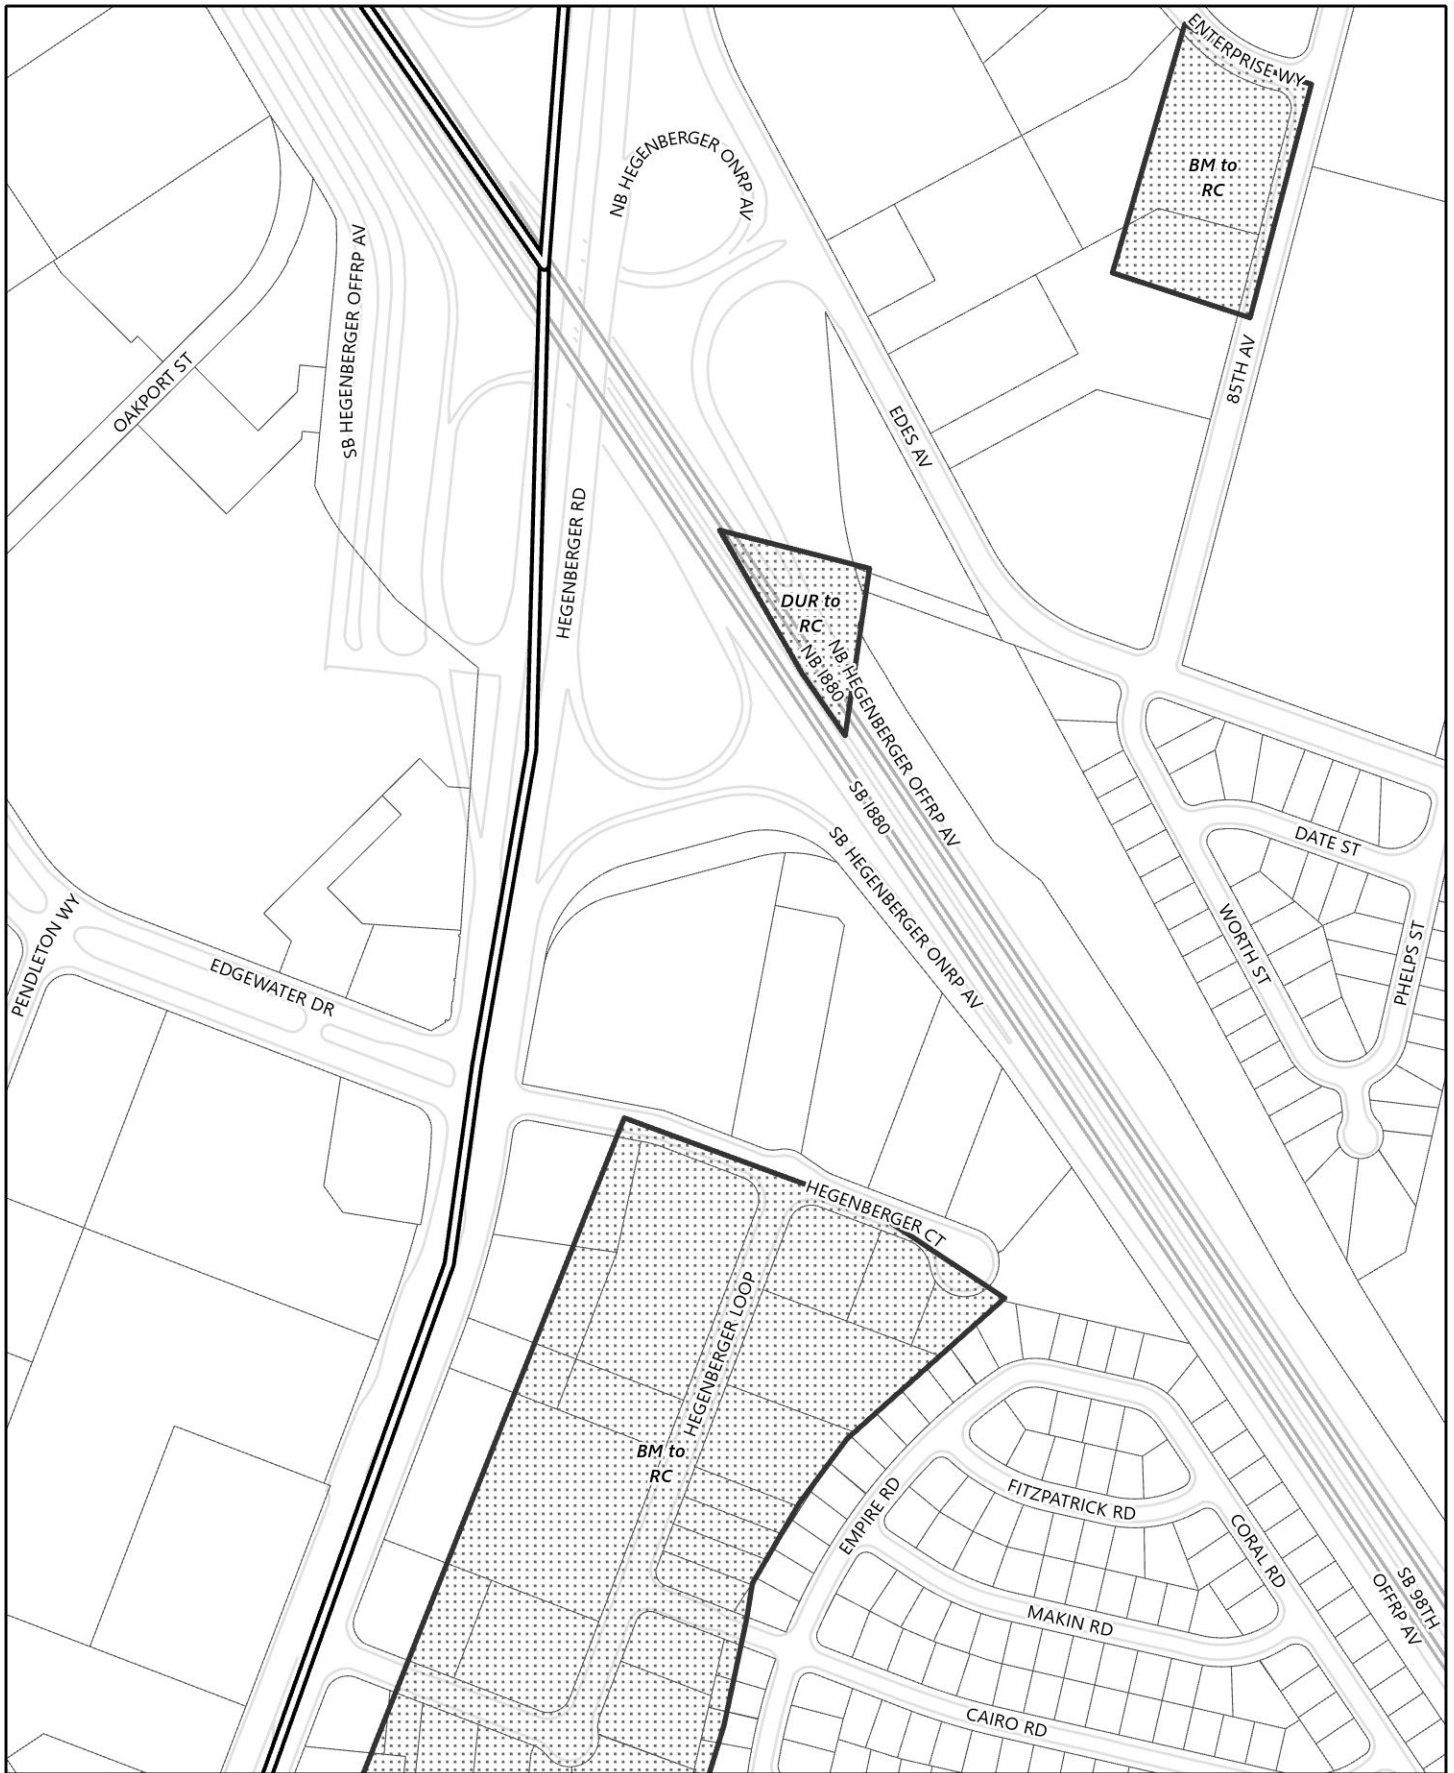 ENTERPRISE WY
BM to
RC
NB HEGENBERGER ONRP AV
SB HEGENBERGER OFFRP AV
OAKPORT ST
85TH AV
EDES AV
HEGENBERGER RD
DUR to
RC
NB I880
NB HEGENBERGER OFFRP AV
SB I880
SB HEGENBERGER ONRP AV
DATE ST
WORTH ST
PHELPS ST
PENDLETON WY
EDGEWATER DR
HEGENBERGER CT
HEGENBERGER LOOP
BM to
RC
EMPIRE RD
FITZPATRICK RD
CORAL RD
MAKIN RD
SB 98TH
OFFRP AV
CAIRO RD